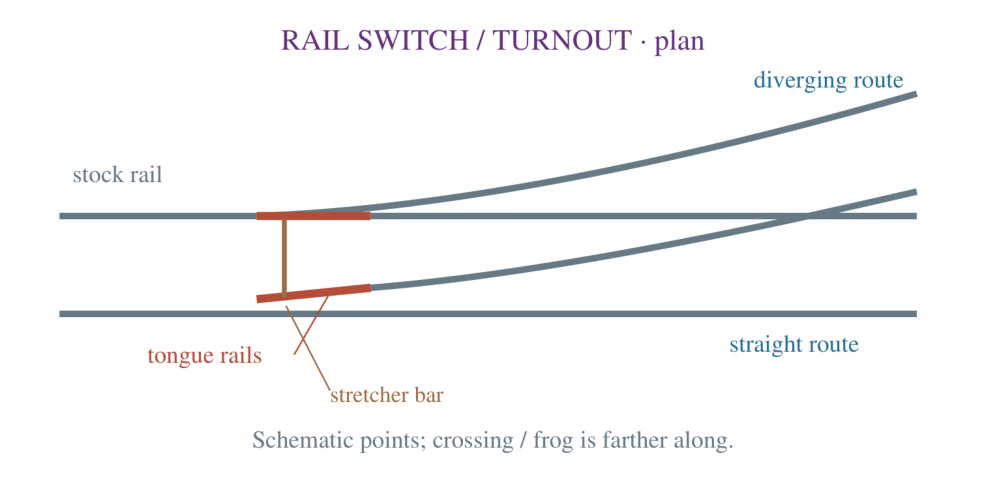 RAIL SWITCH / TURNOUT · plan
diverging route
stock rail
straight route
tongue rails
stretcher bar
Schematic points; crossing / frog is farther along.